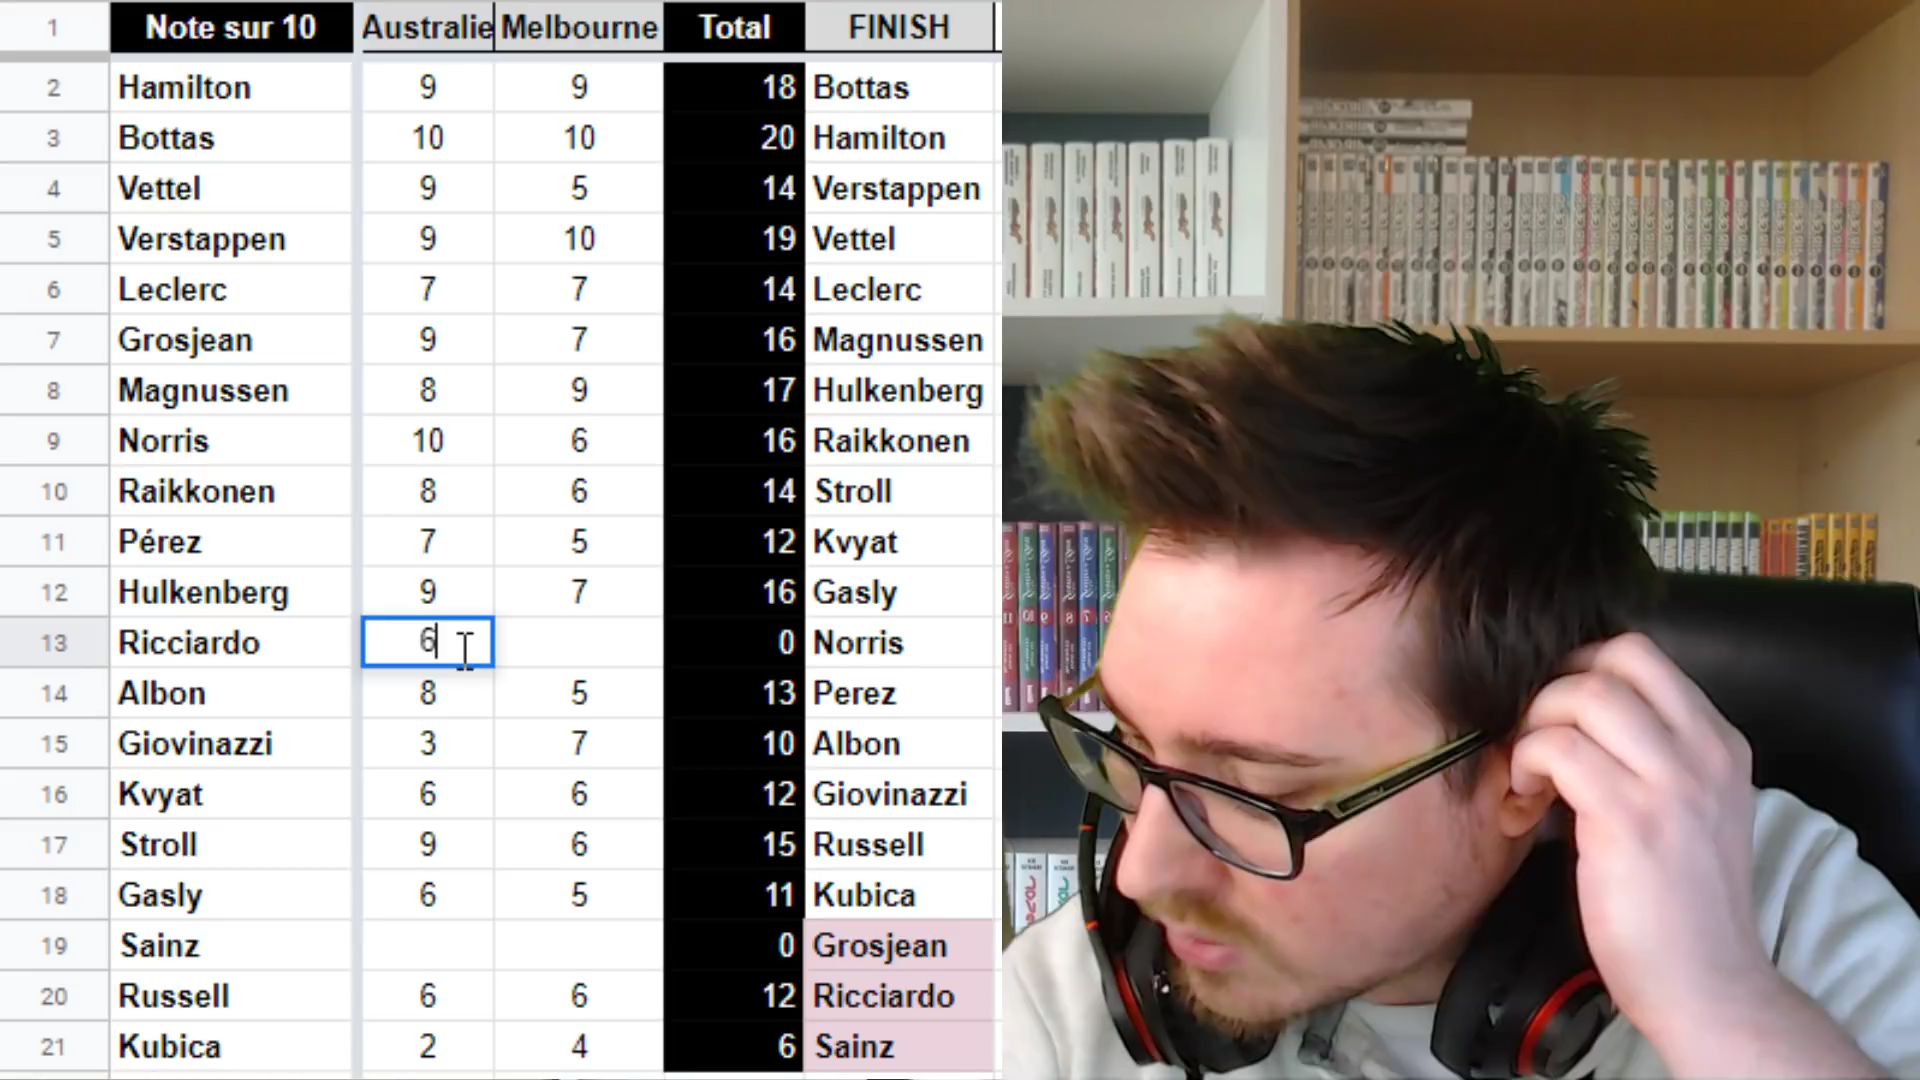 1 Note sur 10 Australie Melbourne Total FINISH
2 Hamilton 9 9 18 Bottas
3 Bottas 10 10 20 Hamilton
4 Vettel 9 5 14 Verstappen
5 Verstappen 9 10 19 Vettel
6 Leclerc 7 7 14 Leclerc
7 Grosjean 9 7 16 Magnussen
8 Magnussen 8 9 17 Hulkenberg
9 Norris 10 6 16 Raikkonen
10 Raikkonen 8 6 14 Stroll
11 Pérez 7 5 12 Kvyat
12 Hulkenberg 9 7 16 Gasly
13 Ricciardo 6 0 Norris
14 Albon 8 5 13 Perez
15 Giovinazzi 3 7 10 Albon
16 Kvyat 6 6 12 Giovinazzi
17 Stroll 9 6 15 Russell
18 Gasly 6 5 11 Kubica
19 Sainz 0 Grosjean
20 Russell 6 6 12 Ricciardo
21 Kubica 2 4 6 Sainz